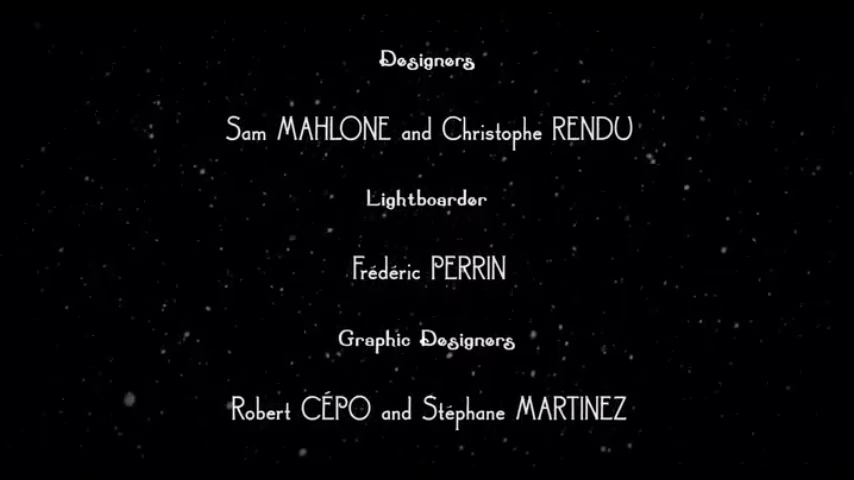 Designers
Sam MAHLONE and Christophe RENDU
Lightboarder
Frédéric PERRIN
Graphic Designers
Robert CÉPO and Stéphane MARTINEZ